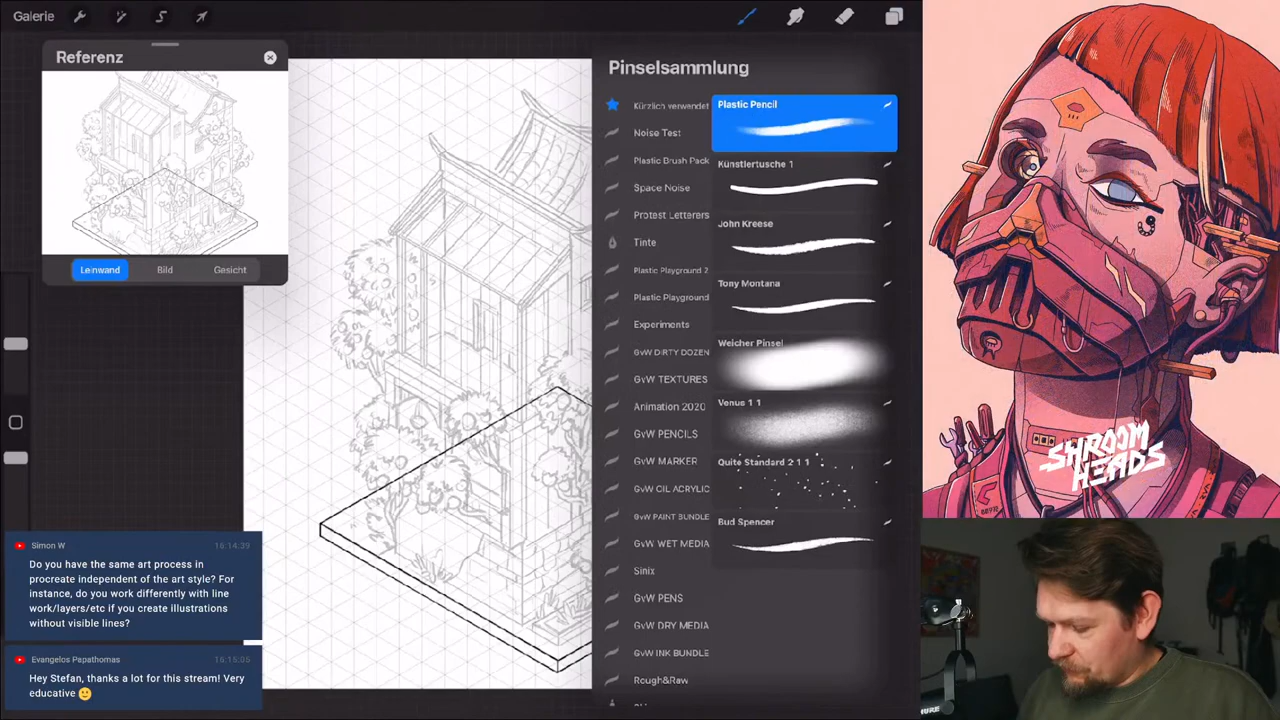 Galerie
Referenz
Leinwand
Bild
Gesicht
Pinselsammlung
Kürzlich verwendet
Noise Test
Plastic Brush Pack
Space Noise
Protest Letterers
Tinte
Plastic Playground 2
Plastic Playground
Experiments
GvW DIRTY DOZEN
GvW TEXTURES
Animation 2020
GvW PENCILS
GvW MARKER
GvW OIL ACRYLIC
GvW PAINT BUNDLE
GvW WET MEDIA
Sinix
GvW PENS
GvW DRY MEDIA
GvW INK BUNDLE
Rough&Raw
Plastic Pencil
Künstlertusche 1
John Kreese
Tony Montana
Weicher Pinsel
Venus 1 1
Quite Standard 2 1 1
Bud Spencer
Simon W 16:14:39
Do you have the same art process in
procreate independent of the art style? For
instance, do you work differently with line
work/layers/etc if you create illustrations
without visible lines?
Evangelos Papathomas 16:15:05
Hey Stefan, thanks a lot for this stream! Very
educative 🙂
SHROOM
HEADS
SHURE